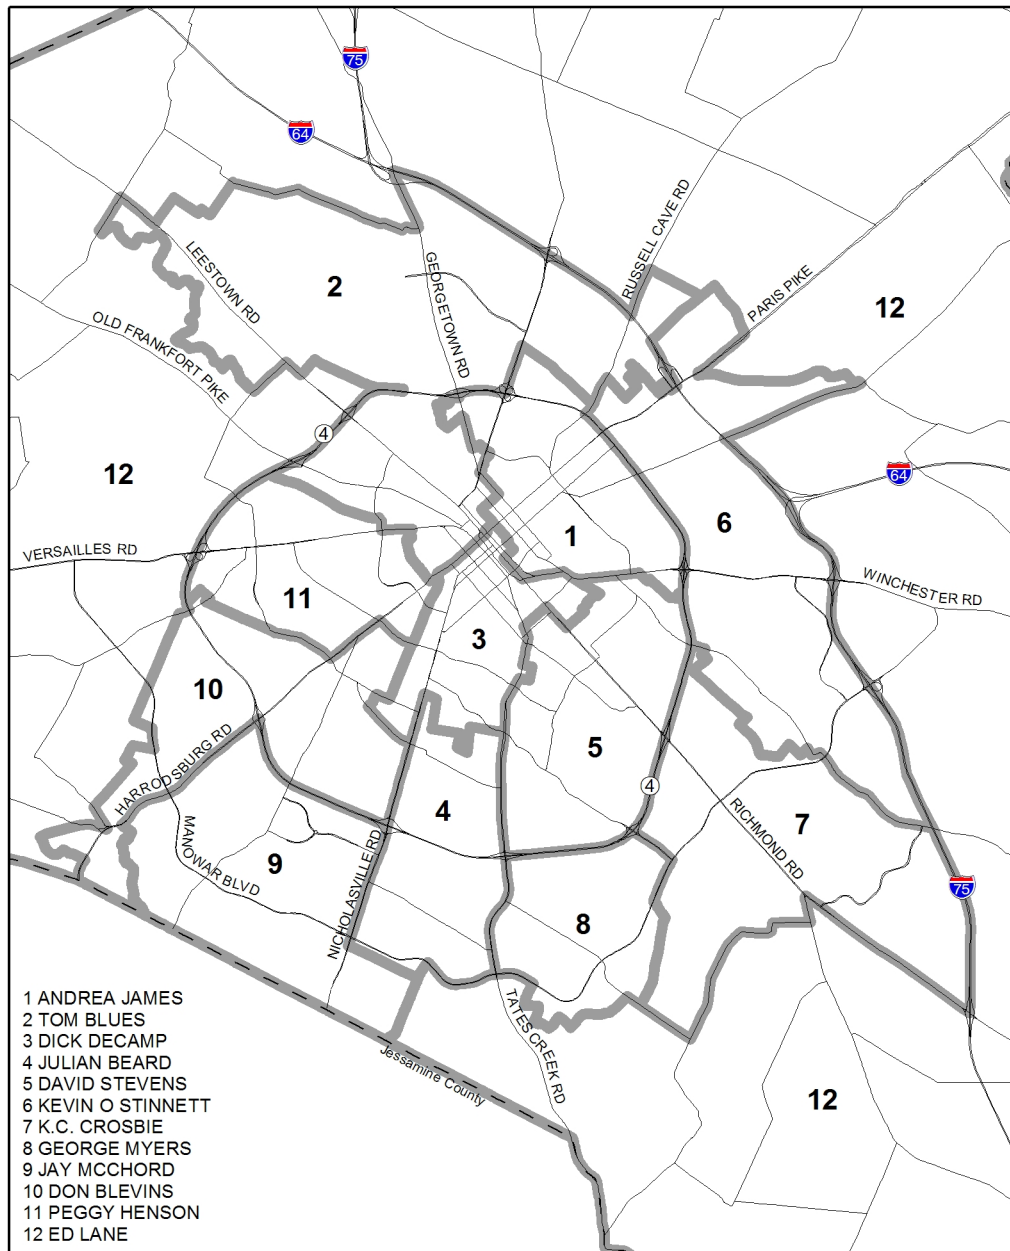 75
64
RUSSELL CAVE RD
LEESTOWN RD
GEORGETOWN RD
2
PARIS PIKE
12
OLD FRANKFORT PIKE
4
12
64
6
1
VERSAILLES RD
WINCHESTER RD
11
3
10
5
HARRODSBURG RD
4
4
RICHMOND RD
7
MANOWAR BLVD
9
NICHOLASVILLE RD
75
8
TATES CREEK RD
Jessamine County
12
1 ANDREA JAMES
2 TOM BLUES
3 DICK DECAMP
4 JULIAN BEARD
5 DAVID STEVENS
6 KEVIN O STINNETT
7 K.C. CROSBIE
8 GEORGE MYERS
9 JAY MCCHORD
10 DON BLEVINS
11 PEGGY HENSON
12 ED LANE